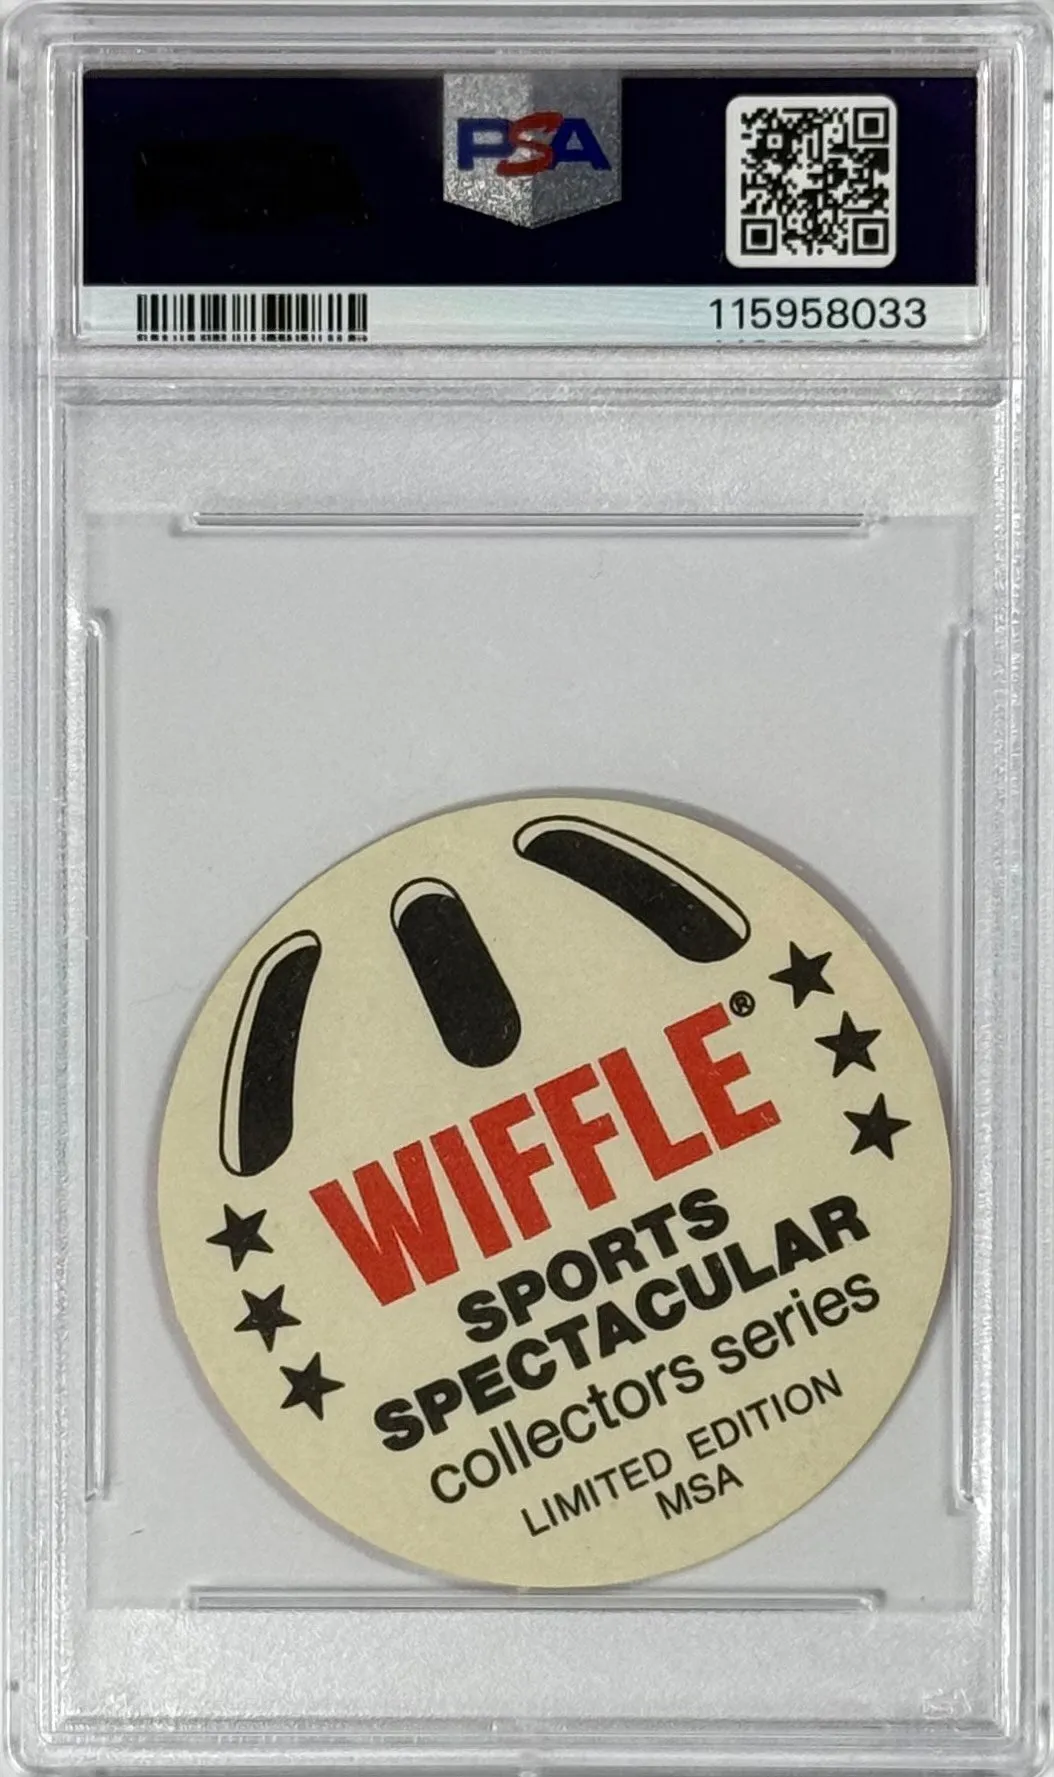 PSA
115958033
WIFFLE®
SPORTS
SPECTACULAR
collectors series
LIMITED EDITION
MSA